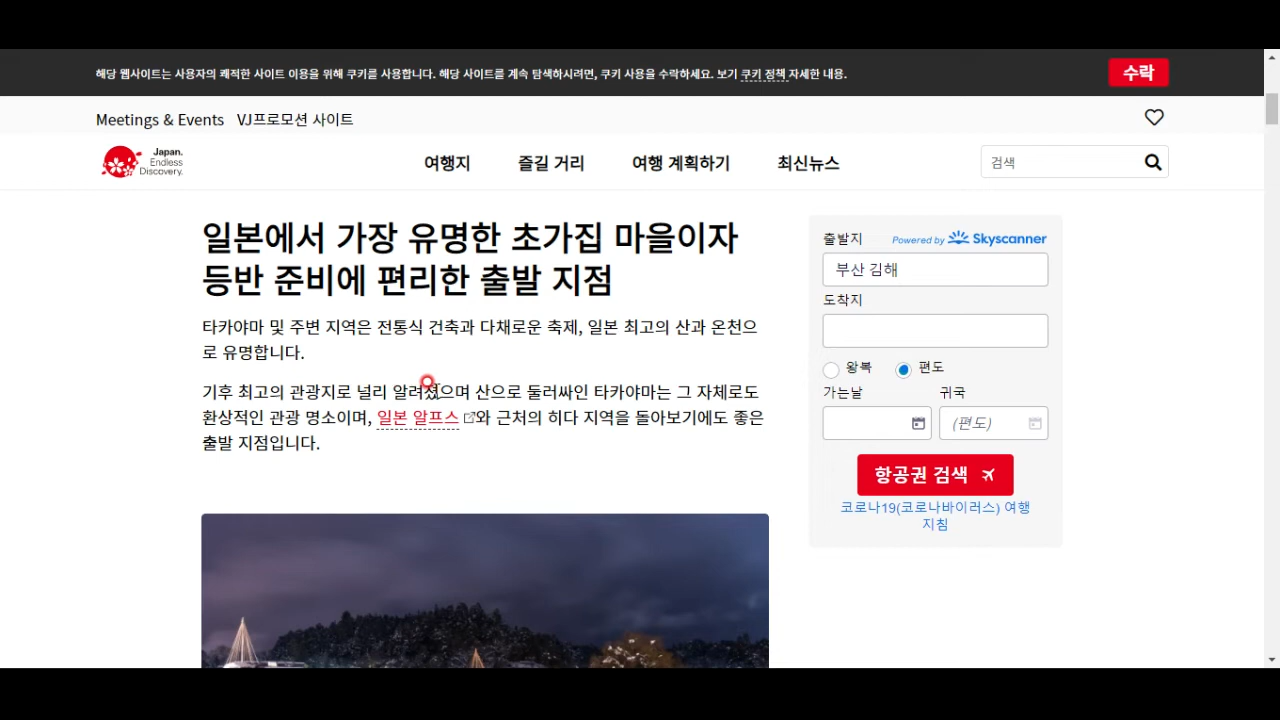 해당 웹사이트는 사용자의 쾌적한 사이트 이용을 위해 쿠키를 사용합니다. 해당 사이트를 계속 탐색하시려면, 쿠키 사용을 수락하세요. 보기 쿠키 정책 자세한 내용.
수락
Meetings & Events VJ프로모션 사이트
Japan.
Endless
Discovery.
여행지 즐길 거리 여행 계획하기 최신뉴스
검색
일본에서 가장 유명한 초가집 마을이자
등반 준비에 편리한 출발 지점
타카야마 및 주변 지역은 전통식 건축과 다채로운 축제, 일본 최고의 산과 온천으
로 유명합니다.
기후 최고의 관광지로 널리 알려졌으며 산으로 둘러싸인 타카야마는 그 자체로도
환상적인 관광 명소이며, 일본 알프스와 근처의 히다 지역을 돌아보기에도 좋은
출발 지점입니다.
출발지 Powered by Skyscanner
부산 김해
도착지
왕복 편도
가는날 귀국
(편도)
항공권 검색
코로나19(코로나바이러스) 여행
지침